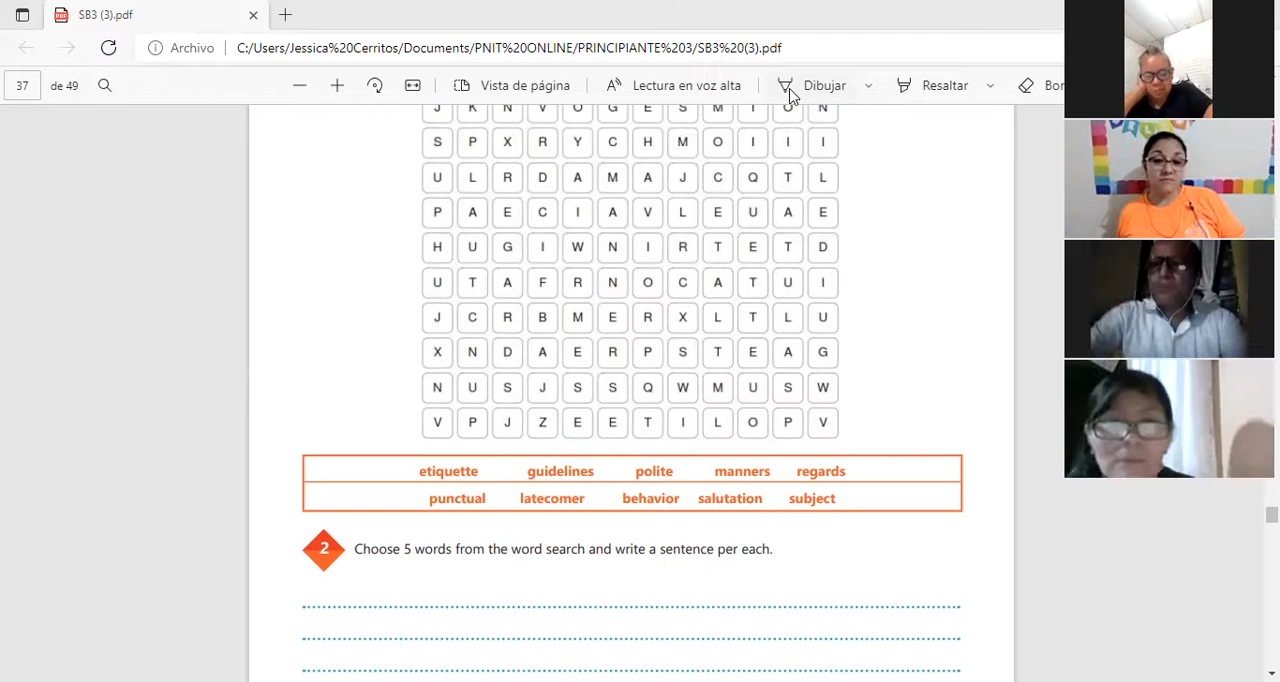 SB3 (3).pdf
Archivo C:/Users/Jessica%20Cerritos/Documents/PNIT%20ONLINE/PRINCIPIANTE%203/SB3%20(3).pdf
37 de 49 Vista de página Lectura en voz alta Dibujar Resaltar Bor
J K N V O G E S M I O N
S P X R Y C H M O I I I
U L R D A M A J C Q T L
P A E C I A V L E U A E
H U G I W N I R T E T D
U T A F R N O C A T U I
J C R B M E R X L T L U
X N D A E R P S T E A G
N U S J S S Q W M U S W
V P J Z E E T I L O P V
etiquette guidelines polite manners regards
punctual latecomer behavior salutation subject
2 Choose 5 words from the word search and write a sentence per each.